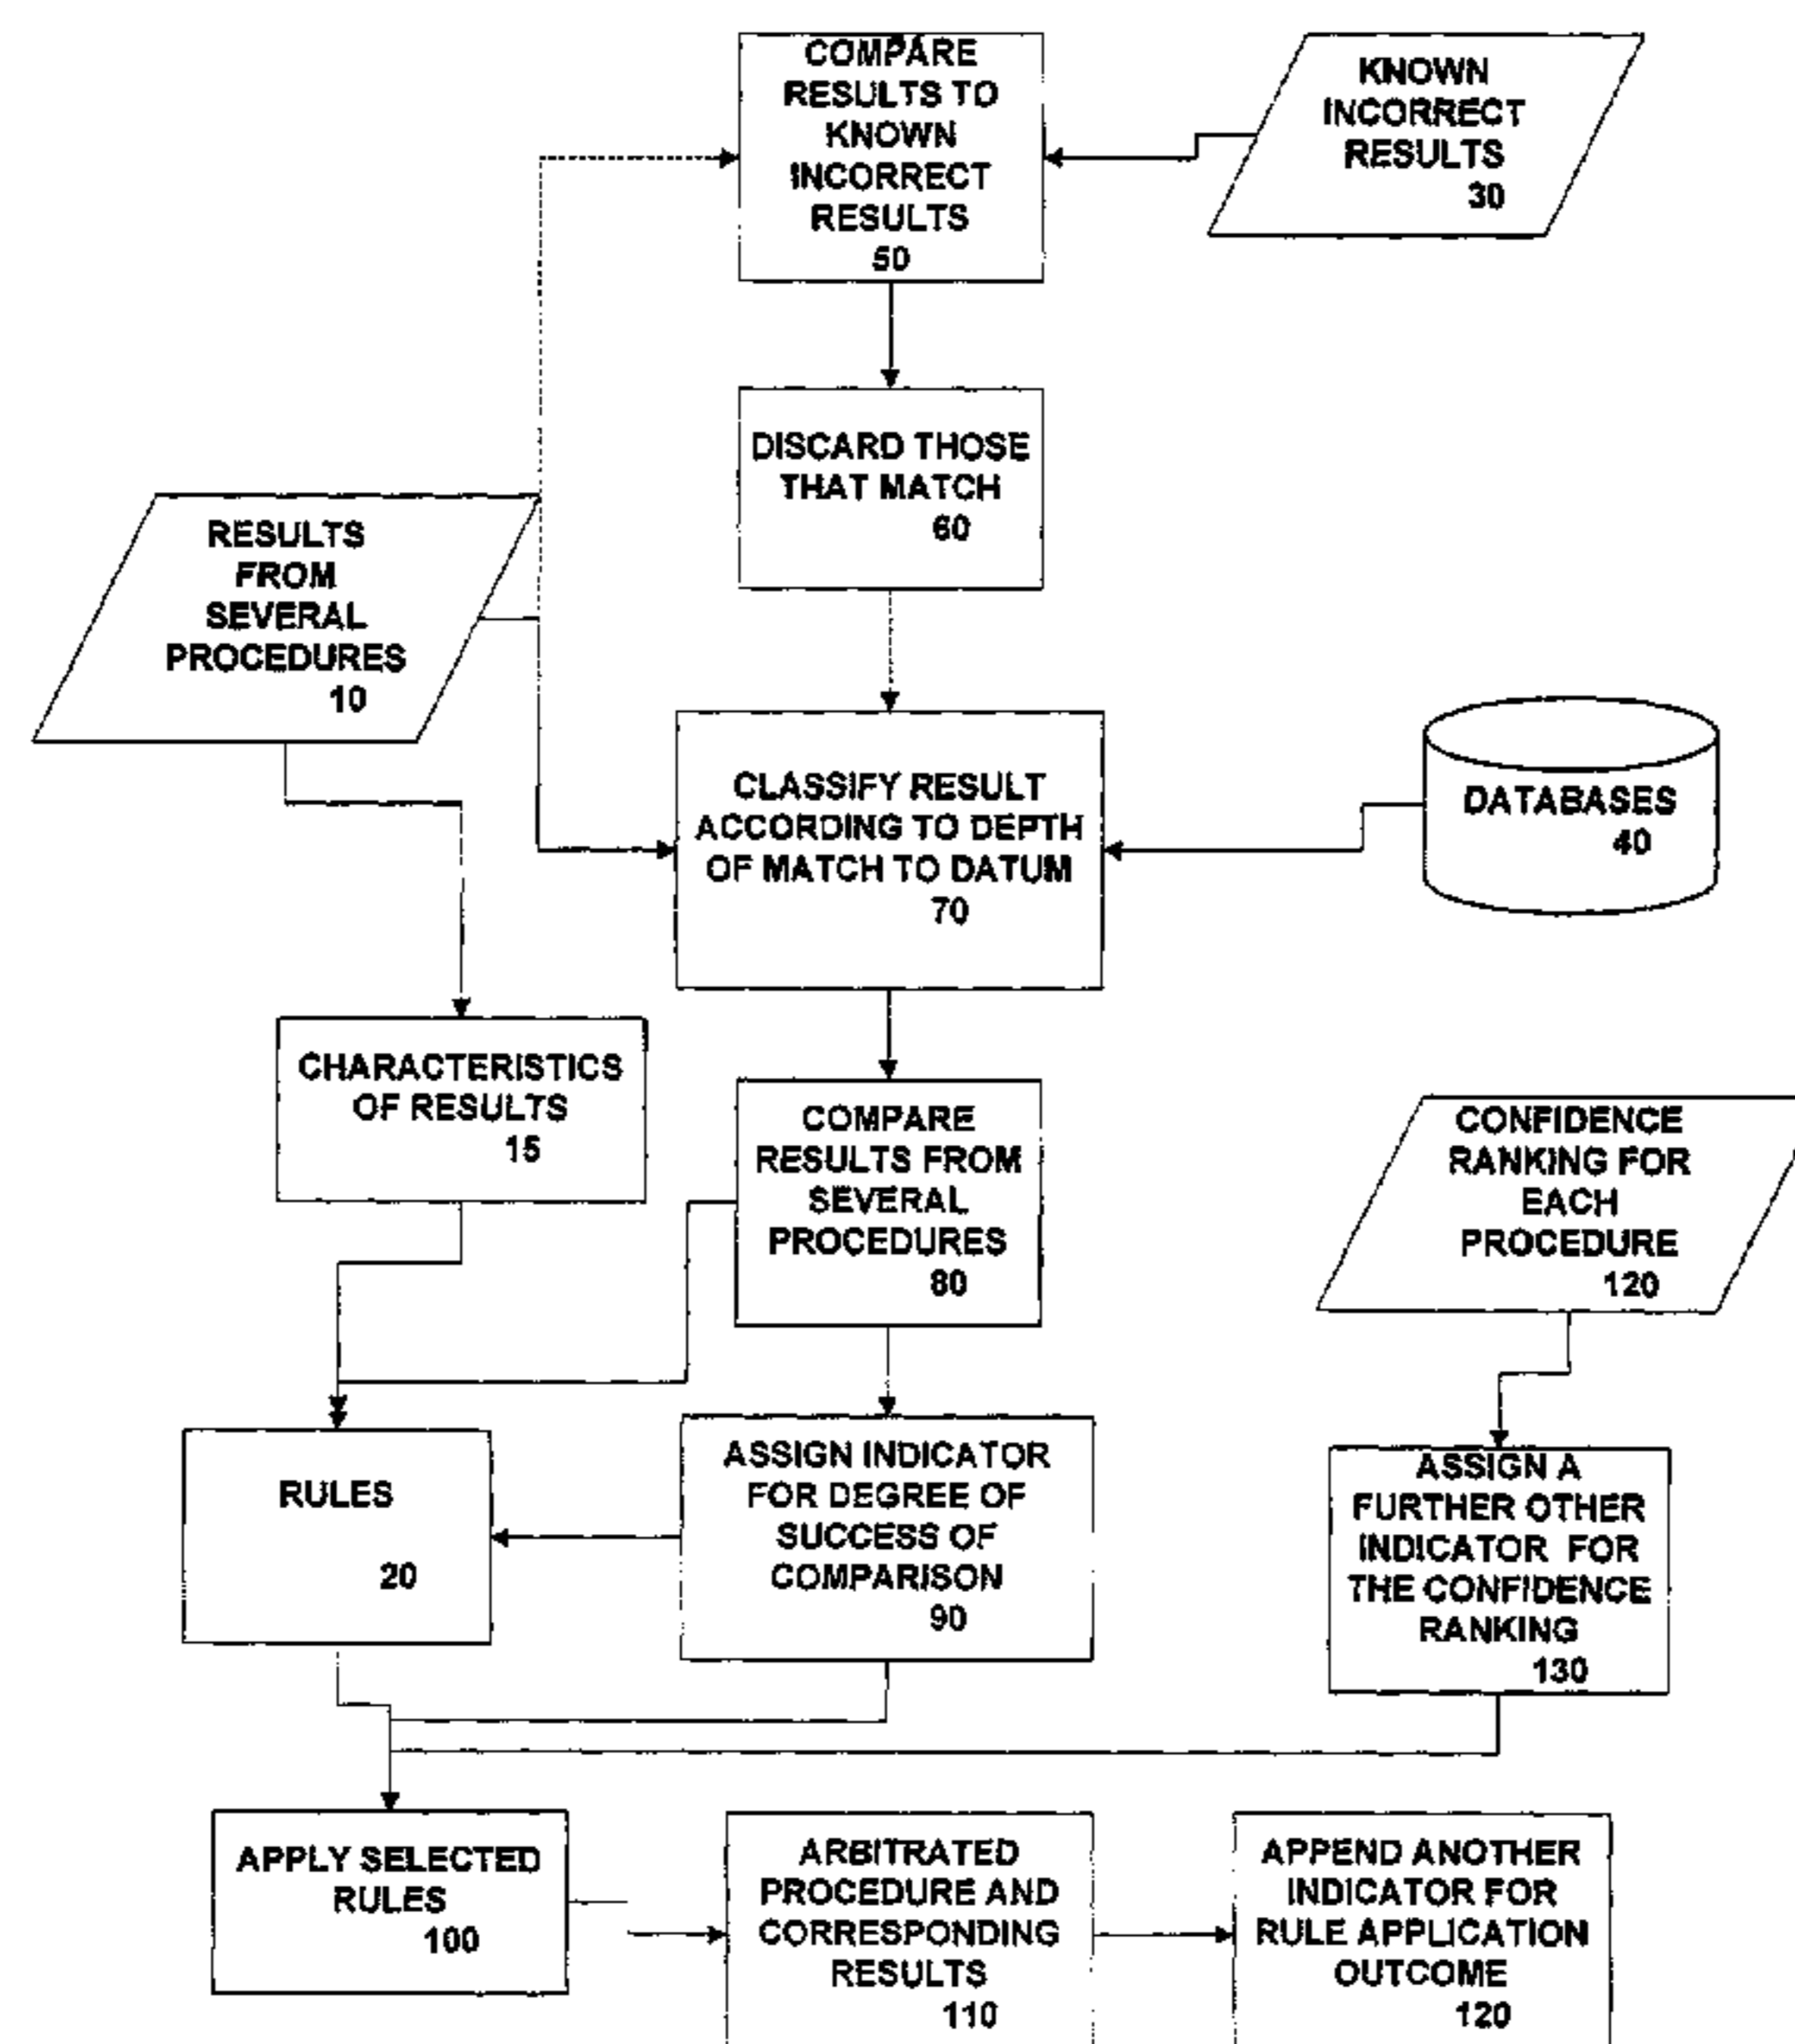 COMPARE
RESULTS TO
KNOWN
INCORRECT
RESULTS
50
KNOWN
INCORRECT
RESULTS
30
DISCARD THOSE
THAT MATCH
60
RESULTS
FROM
SEVERAL
PROCEDURES
10
CLASSIFY RESULT
ACCORDING TO DEPTH
OF MATCH TO DATUM
70
DATABASES
40
CHARACTERISTICS
OF RESULTS
15
COMPARE
RESULTS FROM
SEVERAL
PROCEDURES
80
CONFIDENCE
RANKING FOR
EACH
PROCEDURE
120
RULES
20
ASSIGN INDICATOR
FOR DEGREE OF
SUCCESS OF
COMPARISON
90
ASSIGN A
FURTHER OTHER
INDICATOR FOR
THE CONFIDENCE
RANKING
130
APPLY SELECTED
RULES
100
ARBITRATED
PROCEDURE AND
CORRESPONDING
RESULTS
110
APPEND ANOTHER
INDICATOR FOR
RULE APPLICATION
OUTCOME
120